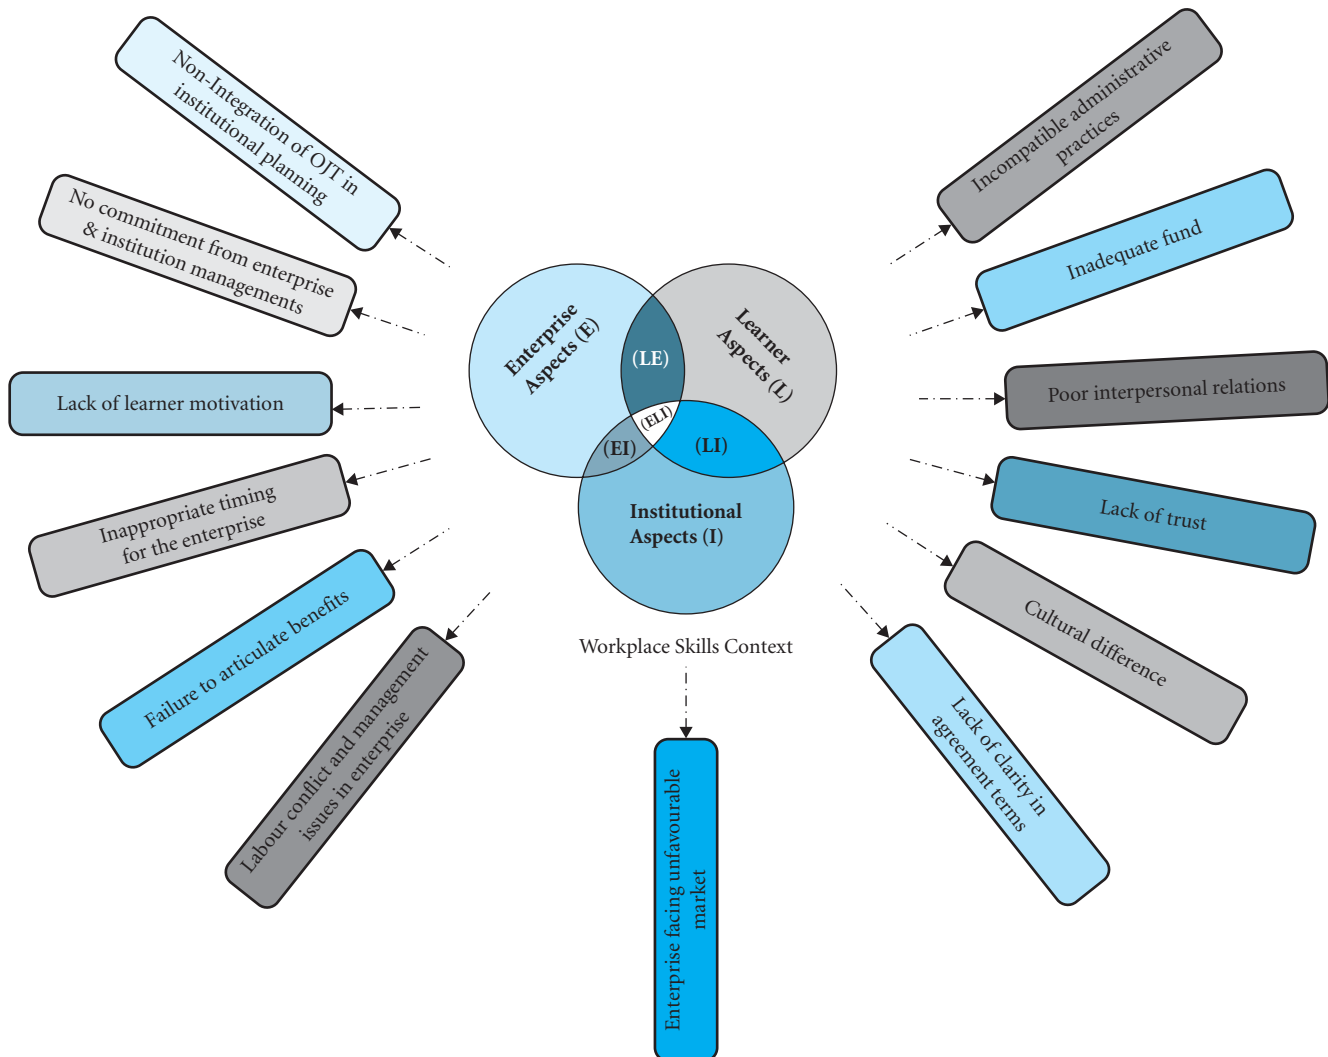 Non-Integration of OJT in
institutional planning
No commitment from enterprise
& institution managements
Lack of learner motivation
Inappropriate timing
for the enterprise
Failure to articulate benefits
Labour conflict and management
issues in enterprise
Enterprise
Aspects (E)
(LE)
Learner
Aspects (L)
(ELI)
(EI)
(LI)
Institutional
Aspects (I)
Workplace Skills Context
Enterprise facing unfavourable
market
Incompatible administrative
practices
Inadequate fund
Poor interpersonal relations
Lack of trust
Cultural difference
Lack of clarity in
agreement terms